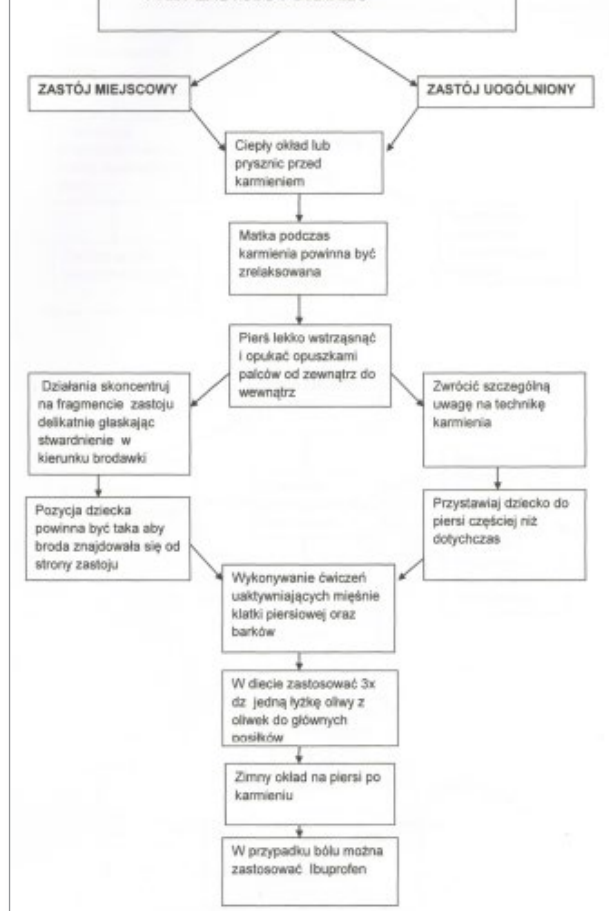 ZASTÓJ MIEJSCOWY
ZASTÓJ UOGÓLNIONY
Ciepły okład lub
prysznic przed
karmieniem
Matka podczas
karmienia powinna być
zrelaksowana
Pierś lekko wstrząsnąć
i opukać opuszkami
palców od zewnątrz do
wewnątrz
Działania skoncentruj
na fragmencie zastoju
delikatnie głaskając
stwardnienie w
kierunku brodawki
Zwrócić szczególną
uwagę na technikę
karmienia
Pozycja dziecka
powinna być taka aby
broda znajdowała się od
strony zastoju
Przystawiaj dziecko do
piersi częściej niż
dotychczas
Wykonywanie ćwiczeń
uaktywniających mięśnie
klatki piersiowej oraz
barków
W diecie zastosować 3x
dz jedną łyżkę oliwy z
oliwek do głównych
posiłków
Zimny okład na piersi po
karmieniu
W przypadku bólu można
zastosować Ibuprofen